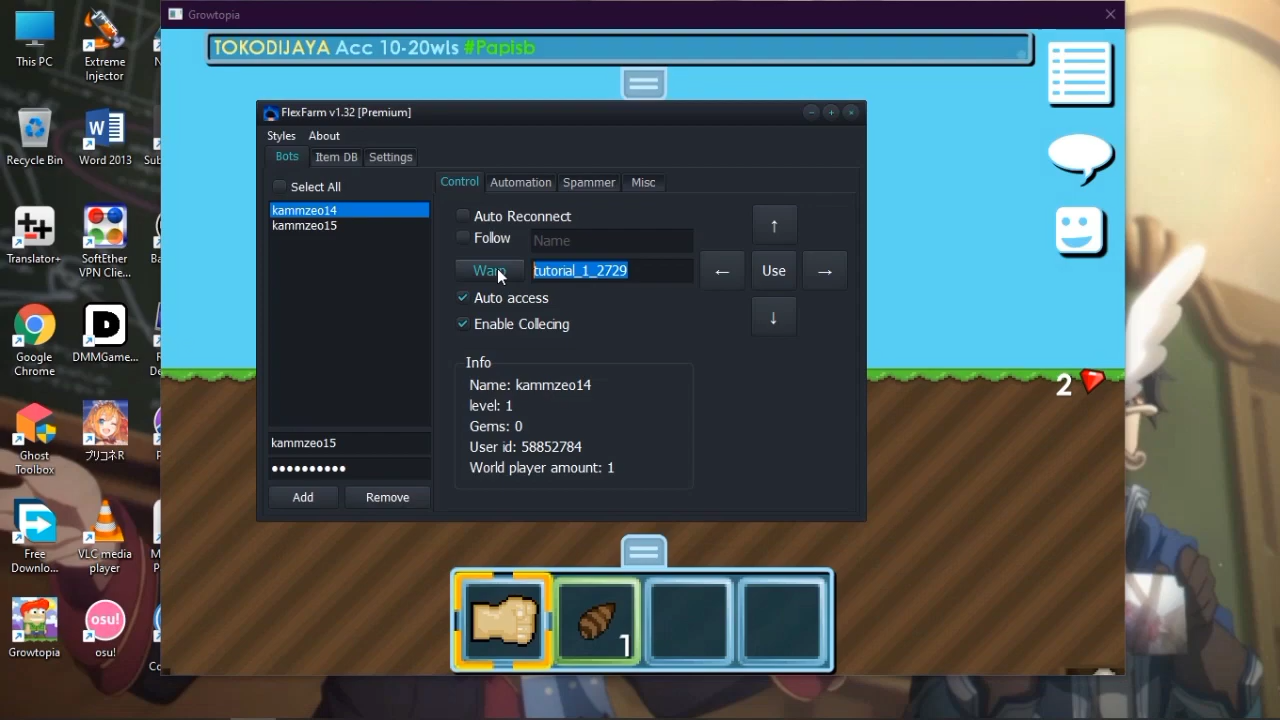 Growtopia
TOKODIJAYA Acc 10-20wls #Papisb
This PC
Extreme
Injector
Recycle Bin
Word 2013
Translator+
SoftEther
VPN Clie...
Google
Chrome
DMMGame...
Ghost
Toolbox
プリコネR
Free
Downlo...
VLC media
player
Growtopia
osu!
osu!
FlexFarm v1.32 [Premium]
Styles About
Bots Item DB Settings
Select All
kammzeo14
kammzeo15
kammzeo15
Add Remove
Control Automation Spammer Misc
Auto Reconnect
Follow Name
Warp tutorial_1_2729
Auto access
Enable Collecing
↑
← Use →
↓
Info
Name: kammzeo14
level: 1
Gems: 0
User id: 58852784
World player amount: 1
2
1